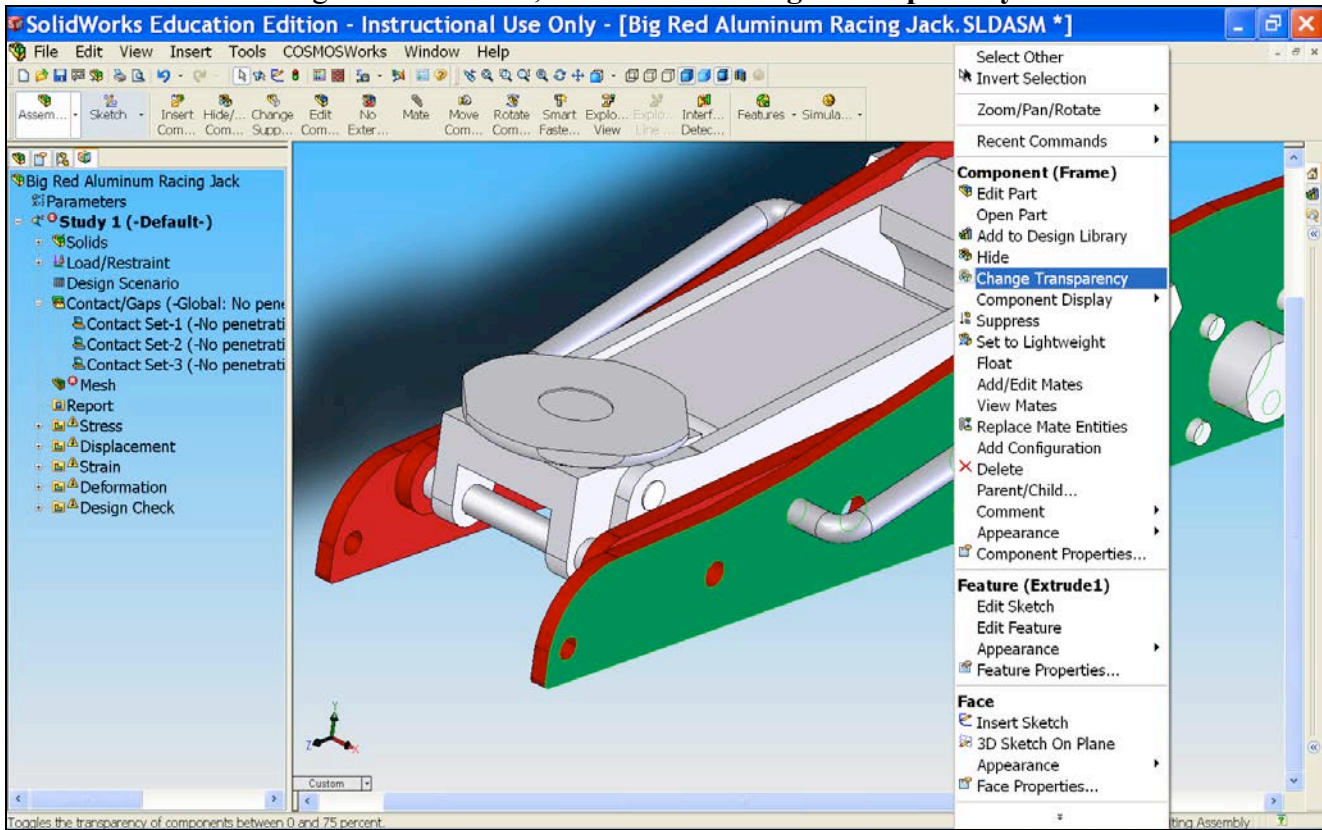 SolidWorks Education Edition - Instructional Use Only - [Big Red Aluminum Racing Jack.SLDASM *]
File Edit View Insert Tools COSMOSWorks Window Help
Assem... Sketch Insert Com... Hide/... Com... Change Supp... Edit Com... No Exter... Mate Move Com... Rotate Com... Smart Faste... Explo... View Explo... Line ... Interf... Detec... Features Simula...
Big Red Aluminum Racing Jack
Parameters
Study 1 (-Default-)
Solids
Load/Restraint
Design Scenario
Contact/Gaps (-Global: No pene
Contact Set-1 (-No penetrati
Contact Set-2 (-No penetrati
Contact Set-3 (-No penetrati
Mesh
Report
Stress
Displacement
Strain
Deformation
Design Check
Y
Z
X
Custom
Select Other
Invert Selection
Zoom/Pan/Rotate
Recent Commands
Component (Frame)
Edit Part
Open Part
Add to Design Library
Hide
Change Transparency
Component Display
Suppress
Set to Lightweight
Float
Add/Edit Mates
View Mates
Replace Mate Entities
Add Configuration
Delete
Parent/Child...
Comment
Appearance
Component Properties...
Feature (Extrude1)
Edit Sketch
Edit Feature
Appearance
Feature Properties...
Face
Insert Sketch
3D Sketch On Plane
Appearance
Face Properties...
Toggles the transparency of components between 0 and 75 percent.
ting Assembly